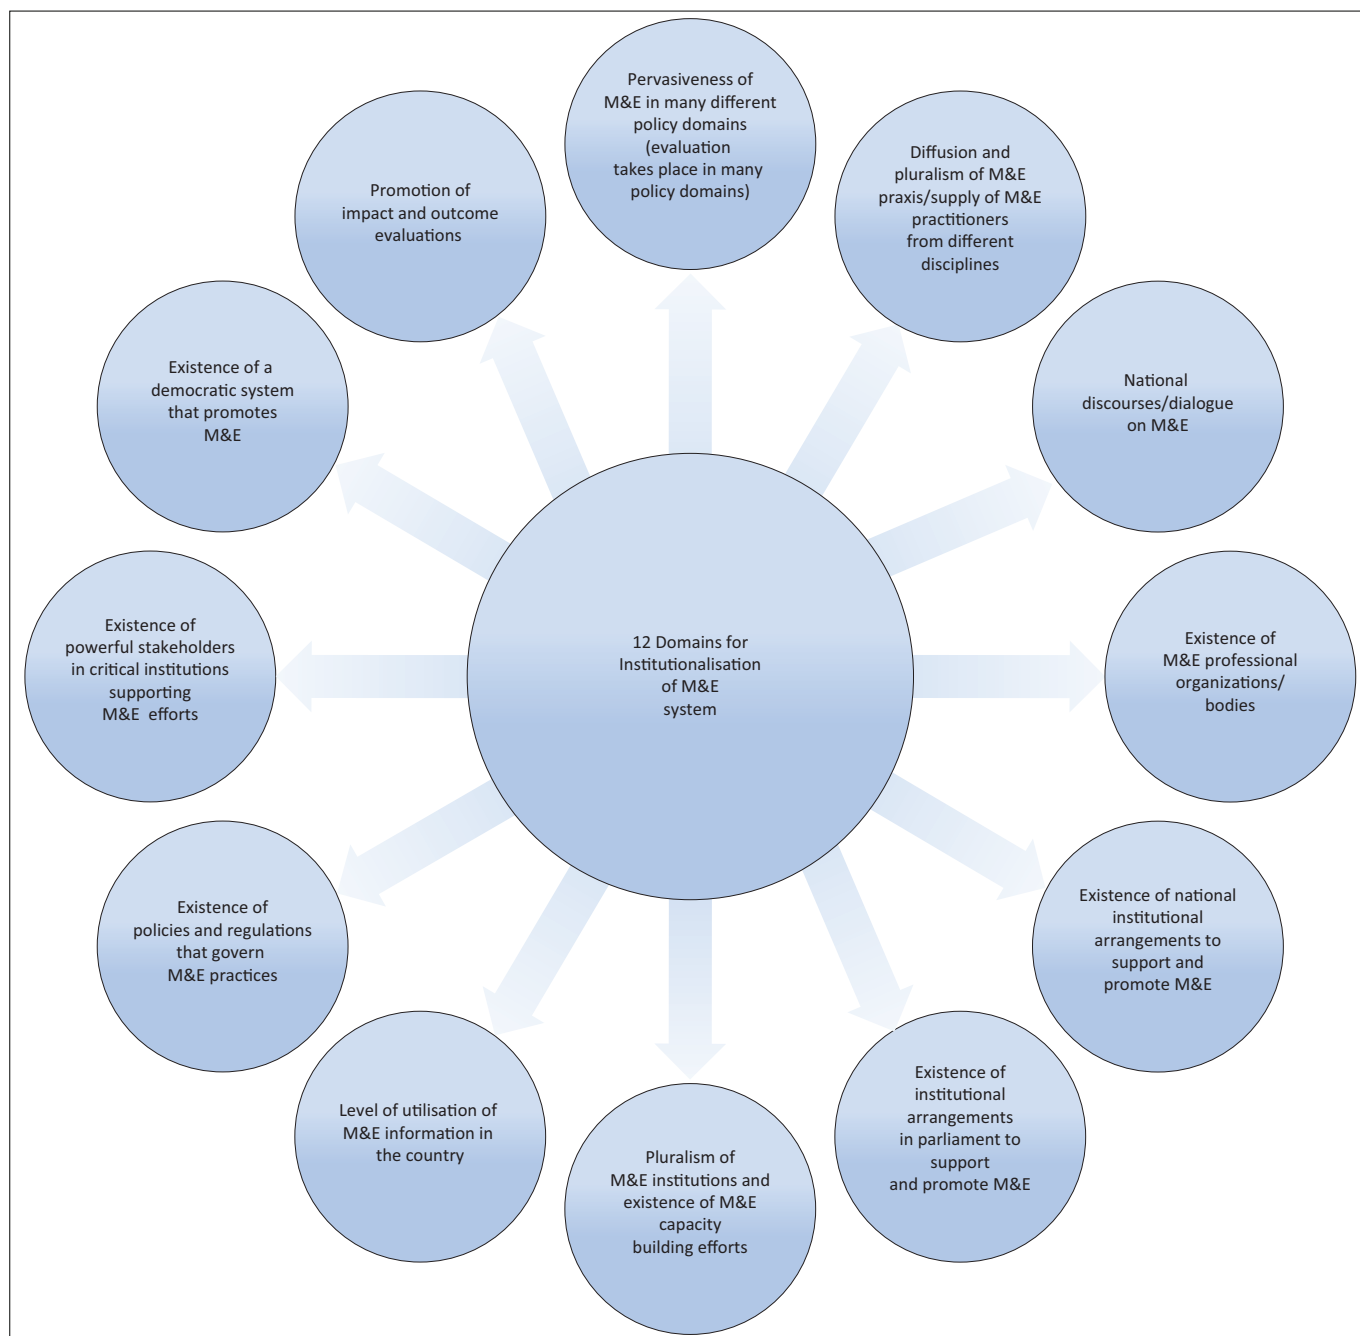 Pervasiveness of
M&E in many different
policy domains
(evaluation
takes place in many
policy domains)
Diffusion and
pluralism of M&E
praxis/supply of M&E
practitioners
from different
disciplines
National
discourses/dialogue
on M&E
Existence of
M&E professional
organizations/
bodies
Existence of national
institutional
arrangements to
support and
promote M&E
Existence of
institutional
arrangements
in parliament to
support
and promote M&E
Pluralism of
M&E institutions and
existence of M&E
capacity
building efforts
Level of utilisation of
M&E information in
the country
Existence of
policies and regulations
that govern
M&E practices
Existence of
powerful stakeholders
in critical institutions
supporting
M&E efforts
Existence of a
democratic system
that promotes
M&E
Promotion of
impact and outcome
evaluations
12 Domains for
Institutionalisation
of M&E
system